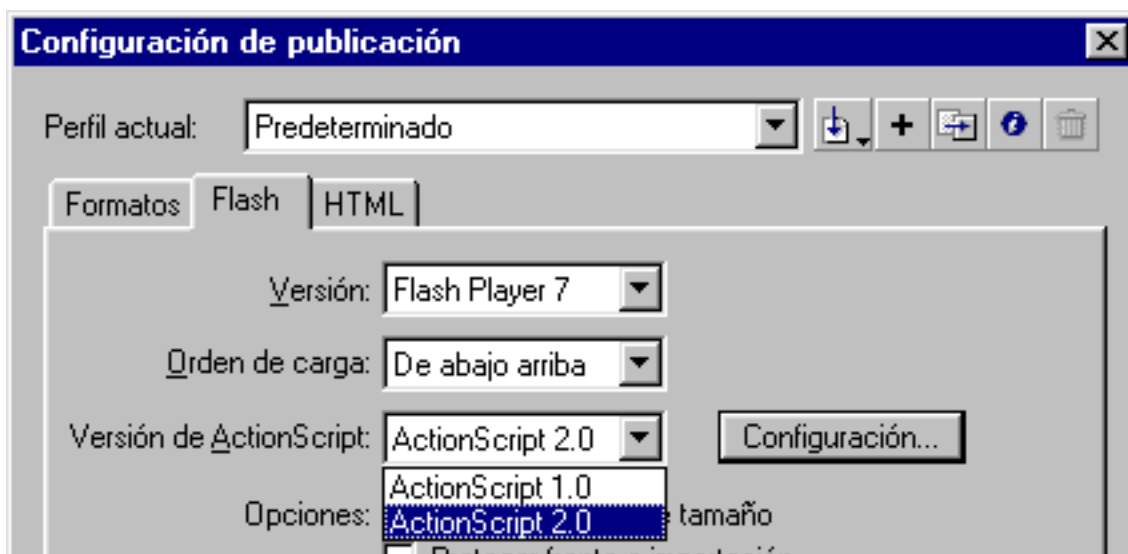 Configuración de publicación
Perfil actual: Predeterminado
Formatos Flash HTML
Versión: Flash Player 7
Orden de carga: De abajo arriba
Versión de ActionScript: ActionScript 2.0 Configuración...
ActionScript 1.0
Opciones: ActionScript 2.0 tamaño